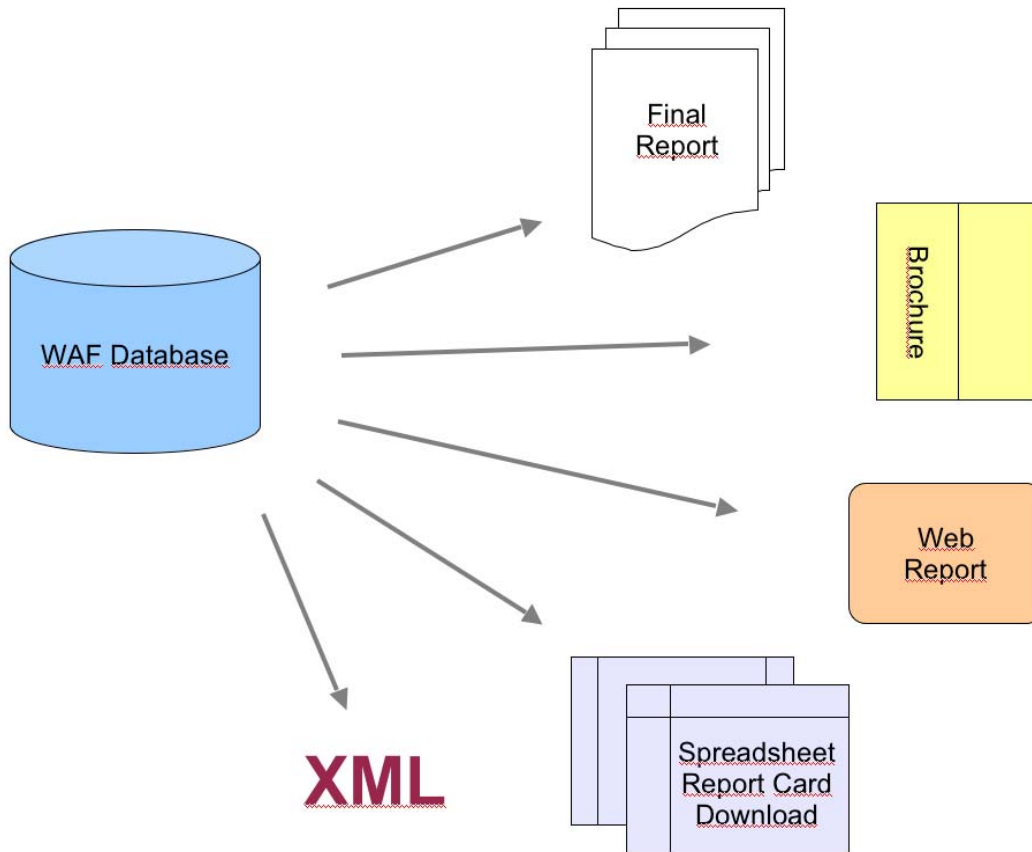 Final
Report
Brochure
WAF Database
Web
Report
Spreadsheet
Report Card
Download
XML